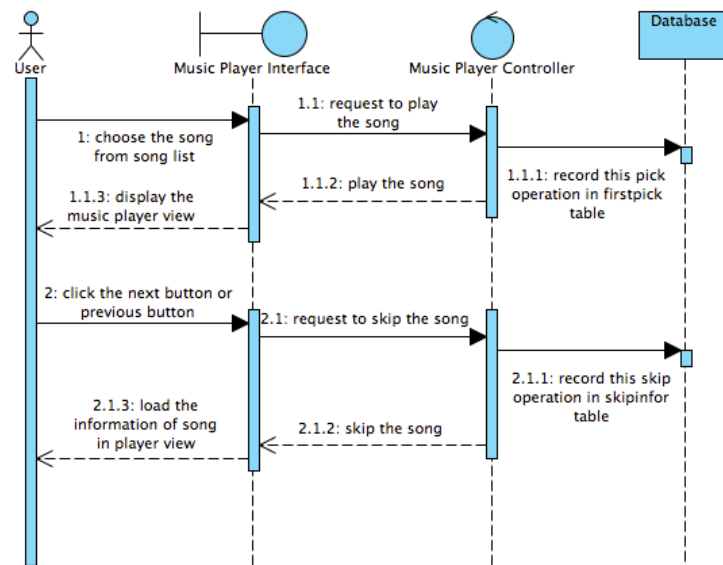 Database
User
Music Player Interface
Music Player Controller
1: choose the song
from song list
1.1: request to play
the song
1.1.1: record this pick
operation in firstpick
table
1.1.2: play the song
1.1.3: display the
music player view
2: click the next button or
previous button
2.1: request to skip the song
2.1.1: record this skip
operation in skipinfor
table
2.1.2: skip the song
2.1.3: load the
information of song
in player view